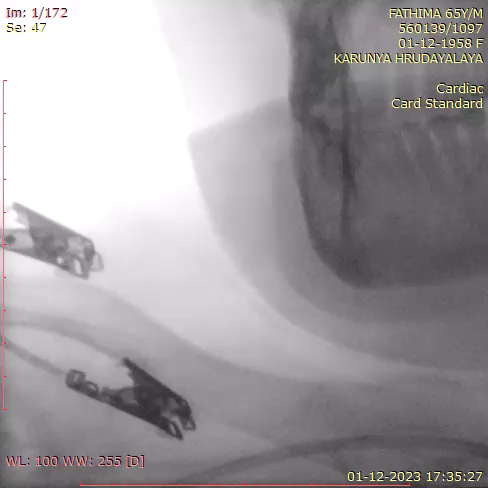 Im: 1/172
Se: 47
FATHIMA 65Y/M
560139/1097
01-12-1958 F
KARUNYA HRUDAYALAYA
Cardiac
Card Standard
WL: 100 WW: 255 [D]
01-12-2023 17:35:27